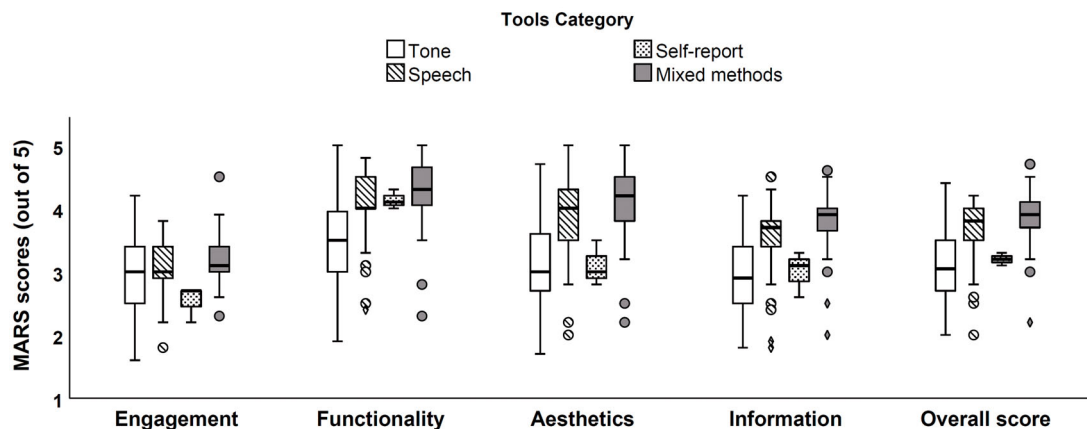 Tools Category
Tone
Self-report
Speech
Mixed methods
MARS scores (out of 5)
5
4
3
2
1
Engagement Functionality Aesthetics Information Overall score